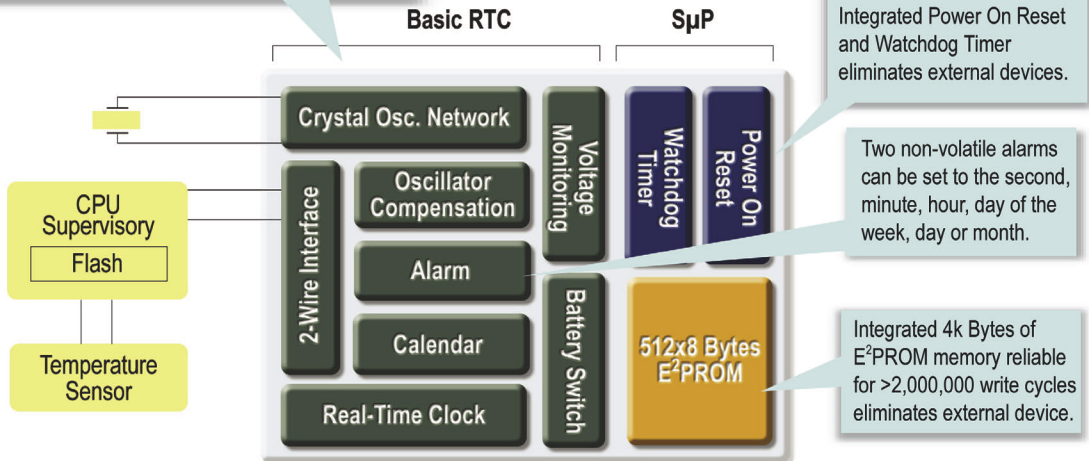 Basic RTC
SµP
Integrated Power On Reset
and Watchdog Timer
eliminates external devices.
Crystal Osc. Network
Voltage
Monitoring
Watchdog
Timer
Power On
Reset
Two non-volatile alarms
can be set to the second,
minute, hour, day of the
week, day or month.
CPU
Supervisory
Flash
2-Wire Interface
Oscillator
Compensation
Alarm
Calendar
Real-Time Clock
Battery Switch
512x8 Bytes
E²PROM
Integrated 4k Bytes of
E²PROM memory reliable
for >2,000,000 write cycles
eliminates external device.
Temperature
Sensor